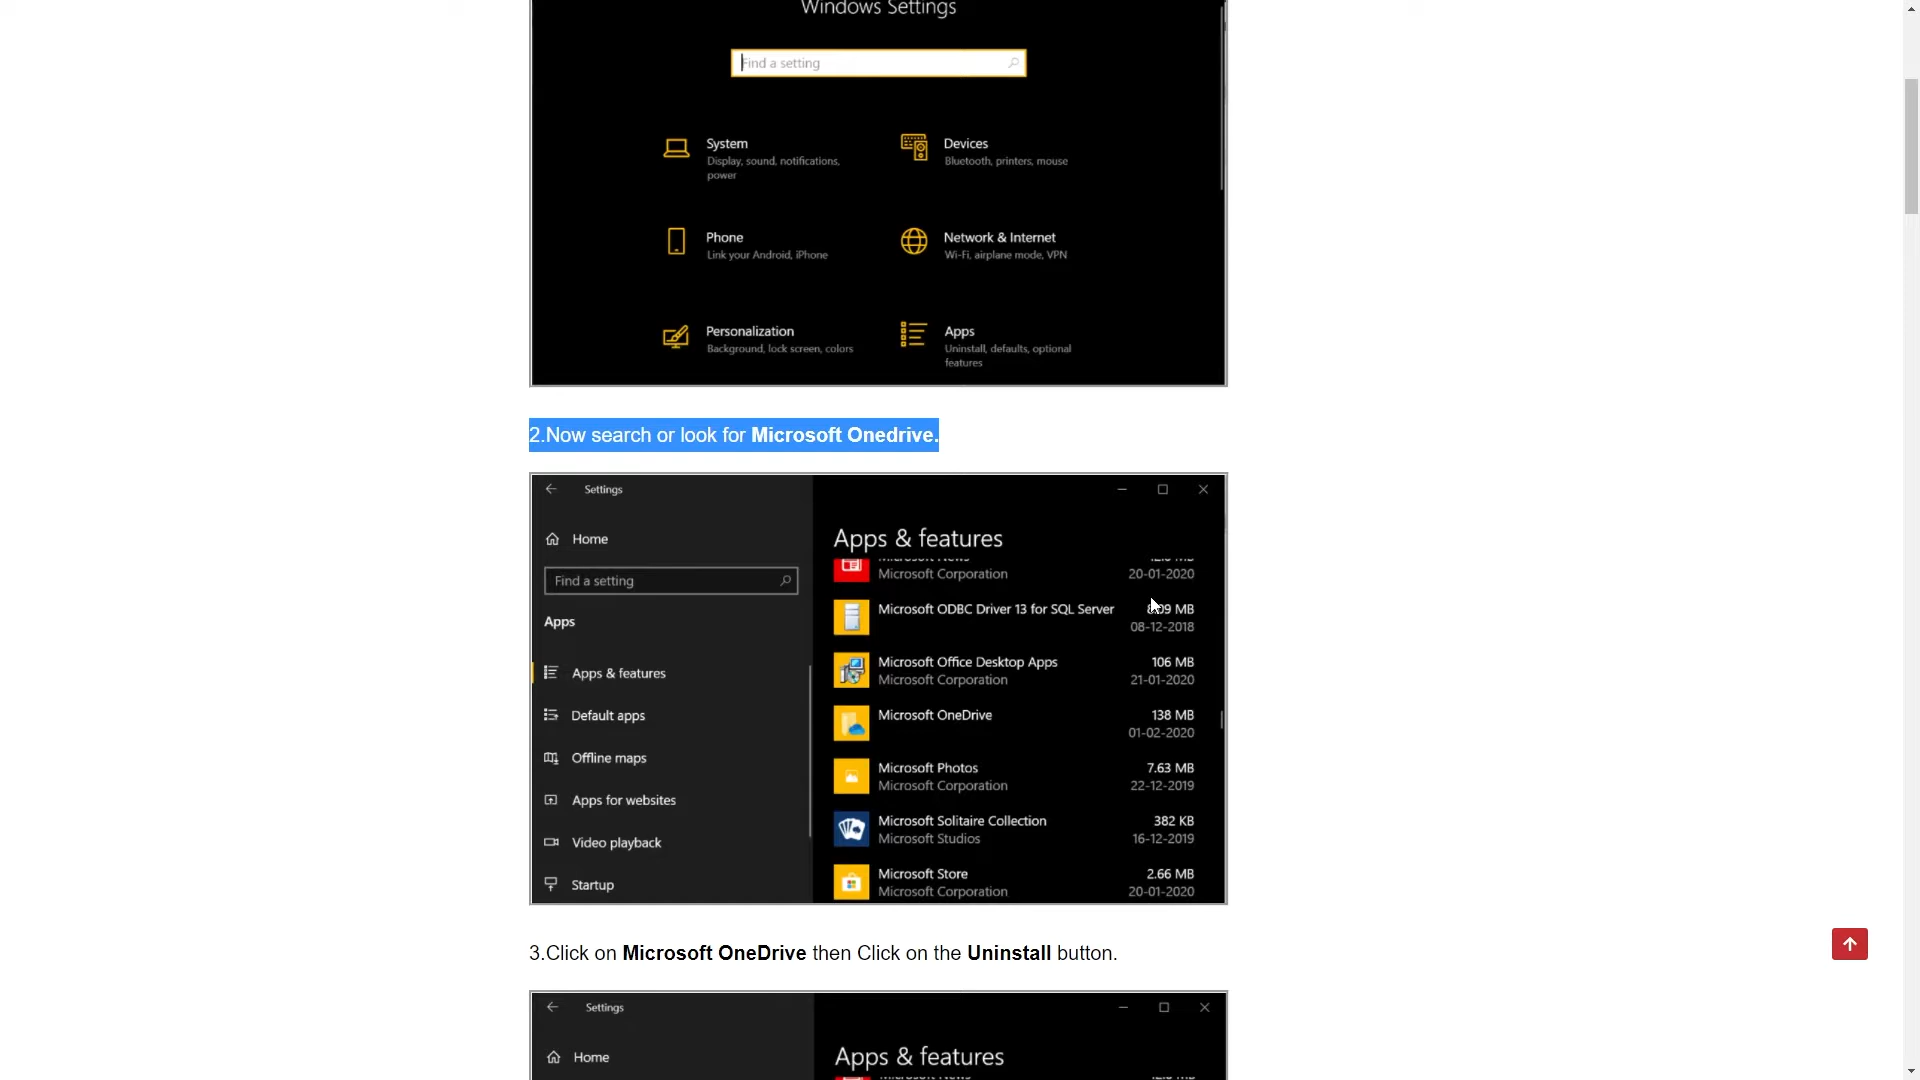 Windows Settings
Find a setting
System
Display, sound, notifications,
power
Devices
Bluetooth, printers, mouse
Phone
Link your Android, iPhone
Network & Internet
Wi-Fi, airplane mode, VPN
Personalization
Background, lock screen, colors
Apps
Uninstall, defaults, optional
features
2.Now search or look for Microsoft Onedrive.
Settings
Home
Find a setting
Apps
Apps & features
Default apps
Offline maps
Apps for websites
Video playback
Startup
Apps & features
Microsoft News
Microsoft Corporation 20-01-2020
Microsoft ODBC Driver 13 for SQL Server MB
08-12-2018
Microsoft Office Desktop Apps 106 MB
Microsoft Corporation 21-01-2020
Microsoft OneDrive 138 MB
01-02-2020
Microsoft Photos 7.63 MB
Microsoft Corporation 22-12-2019
Microsoft Solitaire Collection 382 KB
Microsoft Studios 16-12-2019
Microsoft Store 2.66 MB
Microsoft Corporation 20-01-2020
3.Click on Microsoft OneDrive then Click on the Uninstall button.
Settings
Home
Apps & features